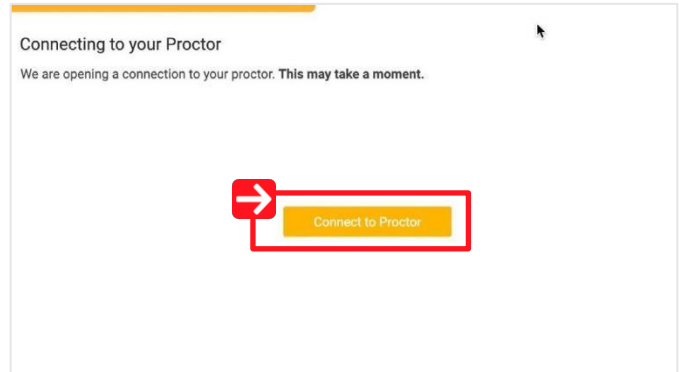 Connecting to your Proctor
We are opening a connection to your proctor. This may take a moment.
Connect to Proctor